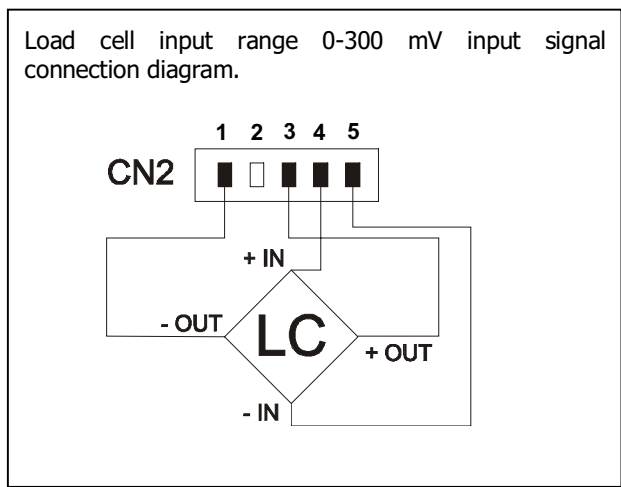 Load cell input range 0-300 mV input signal
connection diagram.
1 2 3 4 5
CN2
+ IN
- OUT
LC
+ OUT
- IN